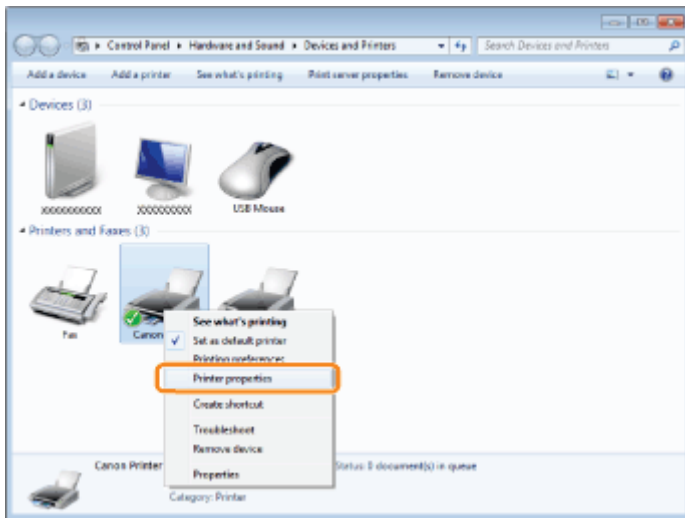 Control Panel ▸ Hardware and Sound ▸ Devices and Printers
Search Devices and Printers
Add a device Add a printer See what's printing Print server properties Remove device
Devices (3)
XXXXXXXXXX XXXXXXXXX USB Mouse
Printers and Faxes (3)
Fax Canon
See what's printing
Set as default printer
Printing preferences
Printer properties
Create shortcut
Troubleshoot
Remove device
Properties
Canon Printer Status: 0 document(s) in queue
Category: Printer